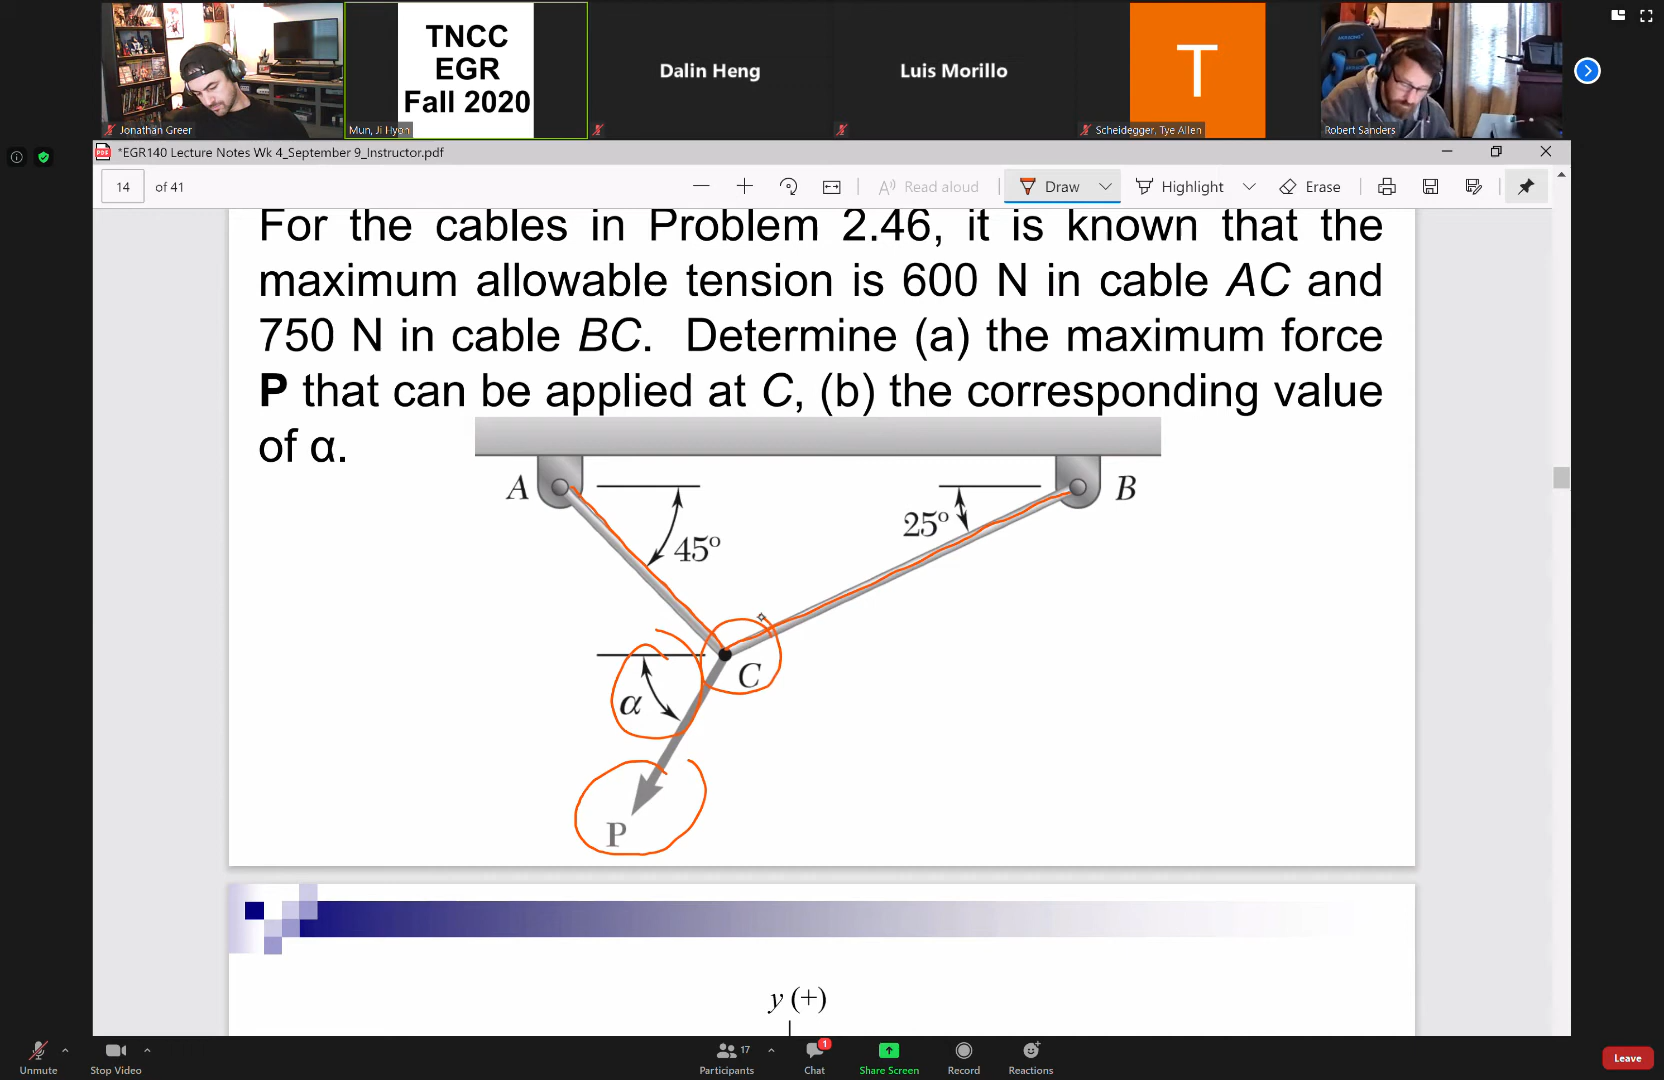 TNCC
EGR
Fall 2020
Dalin Heng
Luis Morillo
T
Jonathan Greer
Mun, Ji Hyon
Scheidegger, Tye Allen
Robert Sanders
*EGR140 Lecture Notes Wk 4_September 9_Instructor.pdf
14 of 41
Read aloud
Draw
Highlight
Erase
For the cables in Problem 2.46, it is known that the
maximum allowable tension is 600 N in cable AC and
750 N in cable BC. Determine (a) the maximum force
P that can be applied at C, (b) the corresponding value
of α.
A
B
25°
45°
C
α
P
y (+)
Unmute
Stop Video
17
Participants
1
Chat
Share Screen
Record
Reactions
Leave